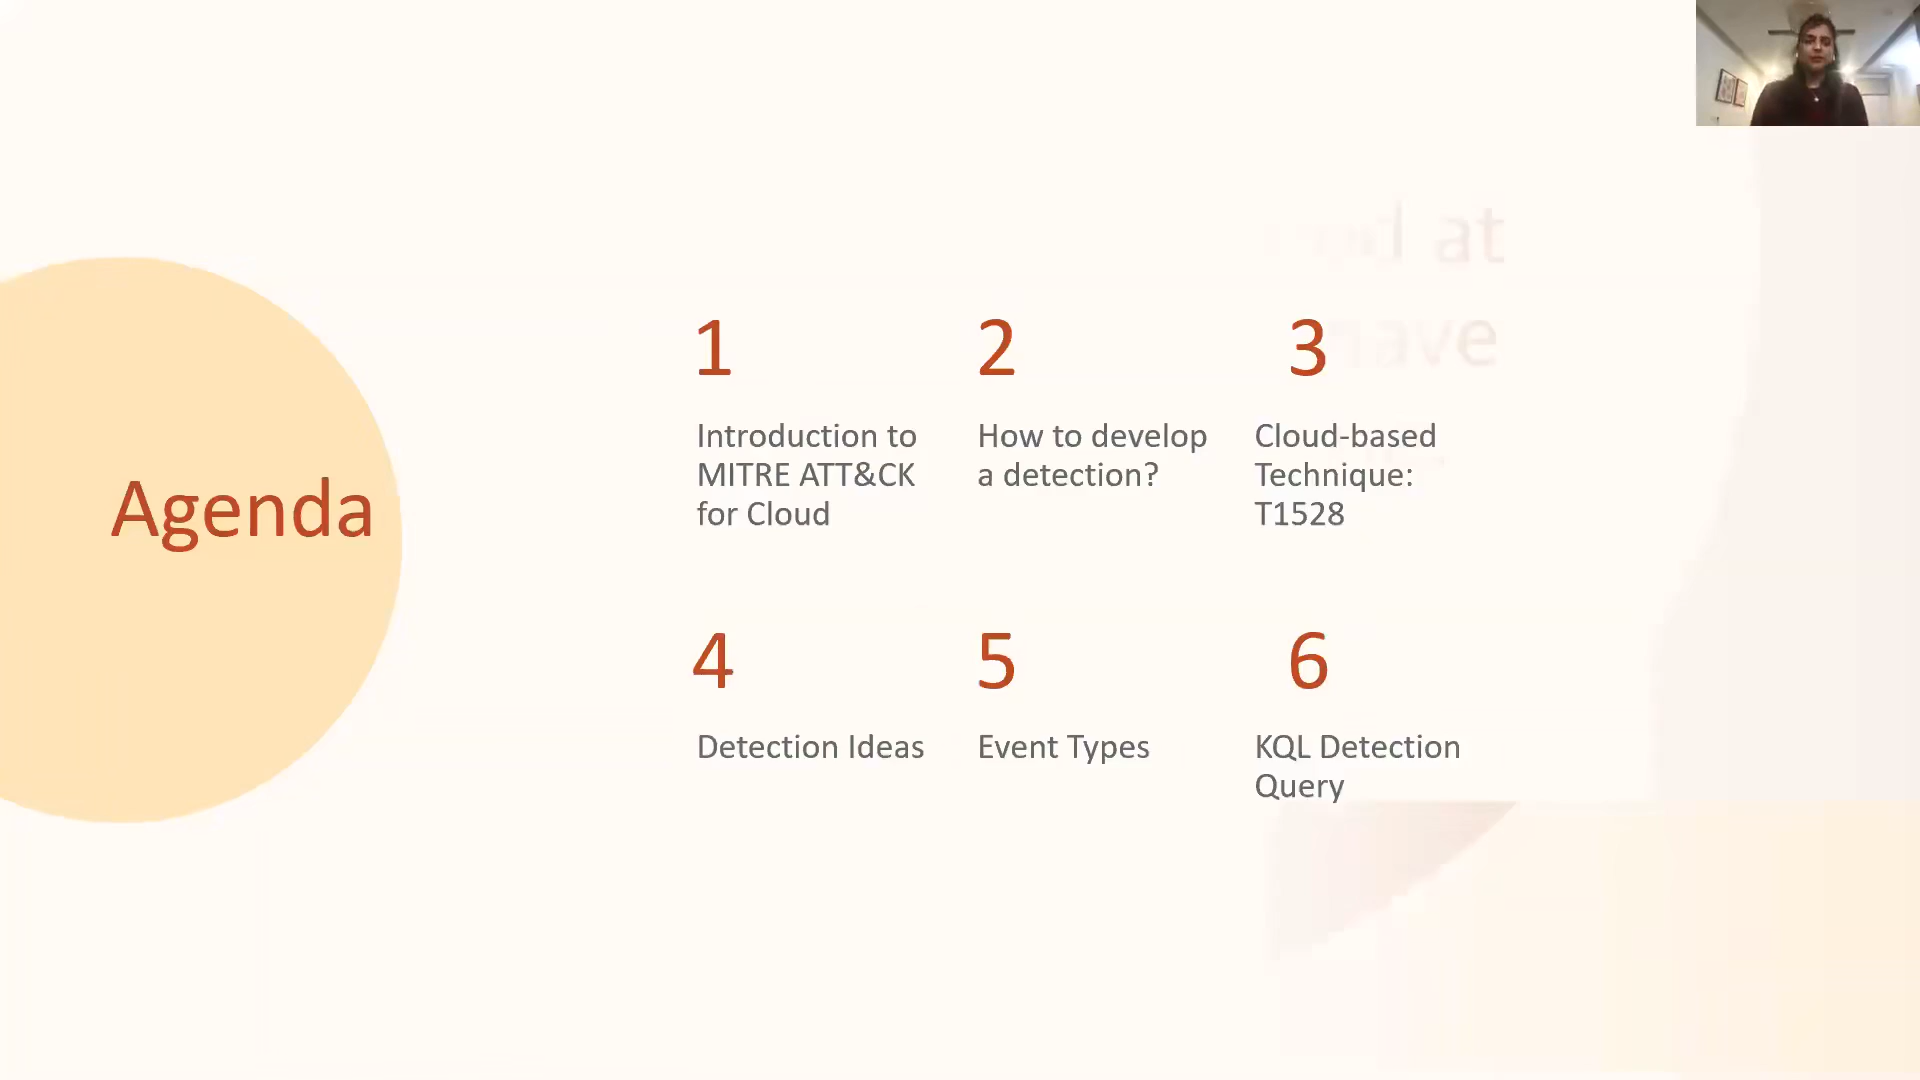 Agenda
1
Introduction to
MITRE ATT&CK
for Cloud
2
How to develop
a detection?
3
Cloud-based
Technique:
T1528
4
Detection Ideas
5
Event Types
6
KQL Detection
Query
at